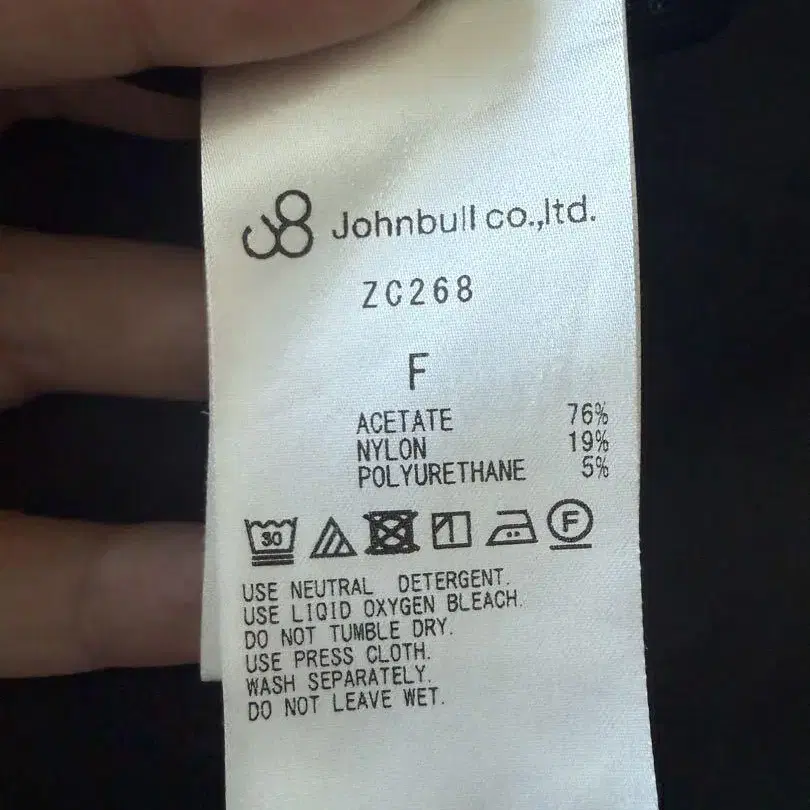 Johnbull co.,ltd.
ZC268
F
ACETATE 76%
NYLON 19%
POLYURETHANE 5%
30 F
USE NEUTRAL DETERGENT.
USE LIQID OXYGEN BLEACH.
DO NOT TUMBLE DRY.
USE PRESS CLOTH.
WASH SEPARATELY.
DO NOT LEAVE WET.